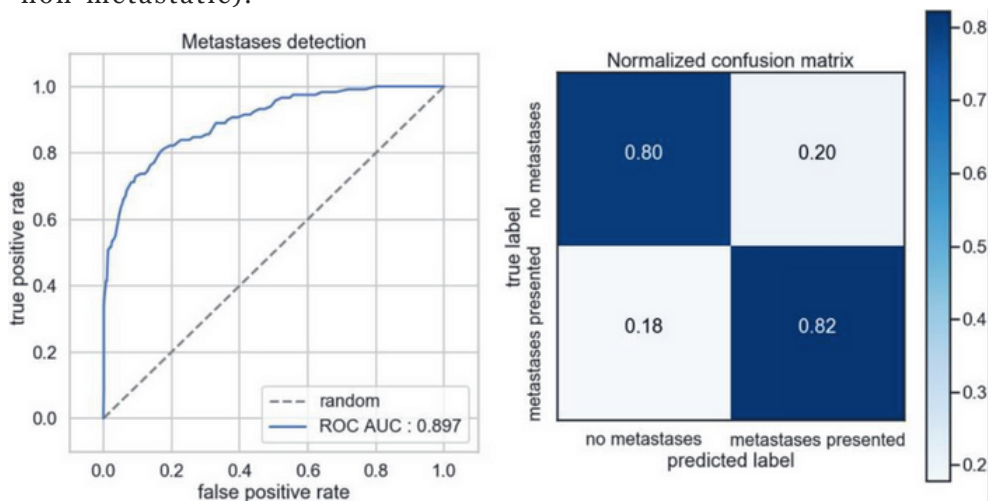 non-metastatic).
Metastases detection
1.0
0.8
0.6
0.4
0.2
0.0
true positive rate
0.0 0.2 0.4 0.6 0.8 1.0
false positive rate
random
ROC AUC : 0.897
Normalized confusion matrix
no metastases
metastases presented
true label
0.80 0.20
0.18 0.82
no metastases metastases presented
predicted label
0.8
0.7
0.6
0.5
0.4
0.3
0.2